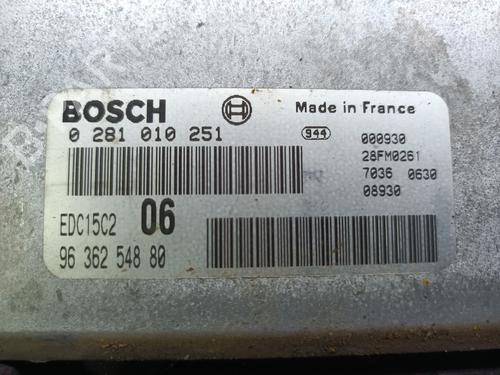 BOSCH
Made in France
0 281 010 251
944
000930
28FM0261
7036 0630
08930
EDC15C2 06
96 362 548 80